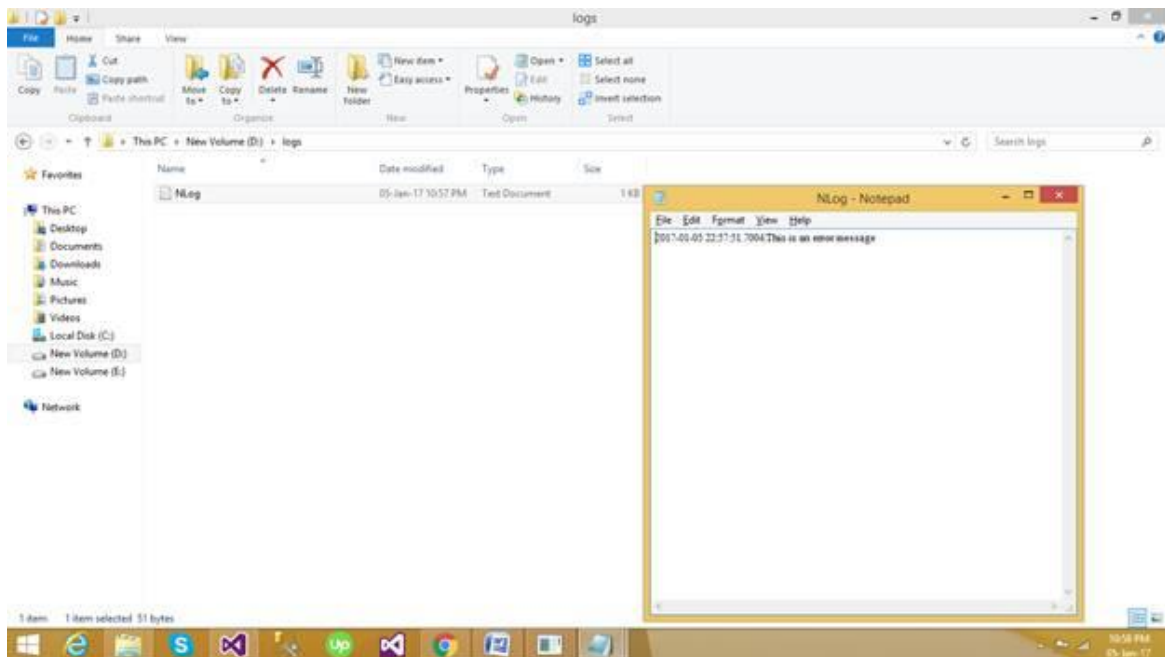 logs
File Home Share View
Copy
Paste
Cut
Copy path
Paste shortcut
Clipboard
Move to
Copy to
Delete
Rename
Organize
New folder
New item
Easy access
New
Properties
Open
Edit
History
Open
Select all
Select none
Invert selection
Select
This PC New Volume (D:) logs
Search logs
Favorites
This PC
Desktop
Documents
Downloads
Music
Pictures
Videos
Local Disk (C:)
New Volume (D:)
New Volume (E:)
Network
Name Date modified Type Size
NLog 05-Jan-17 10:57 PM Text Document 1 KB
NLog - Notepad
File Edit Format View Help
2017-01-05 22:57:51.7004:This is an error message
1 item 1 item selected 51 bytes
Up
10:58 PM
05-Jan-17